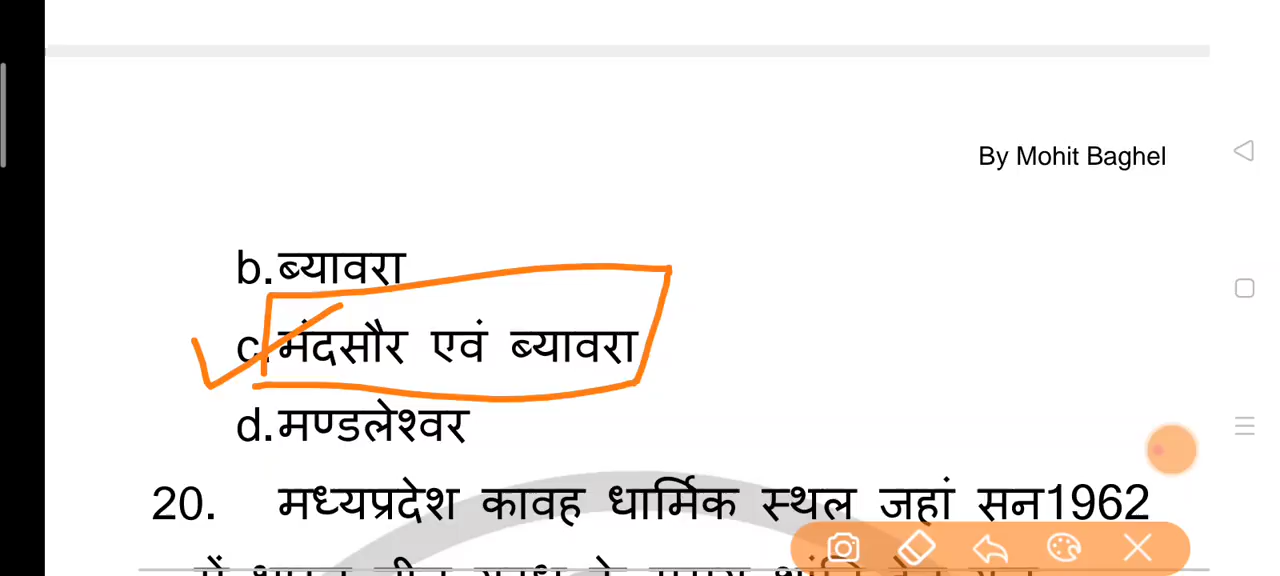 By Mohit Baghel
b.ब्यावरा
c.मंदसौर एवं ब्यावरा
d.मण्डलेश्वर
20. मध्यप्रदेश कावह धार्मिक स्थल जहां सन1962
में